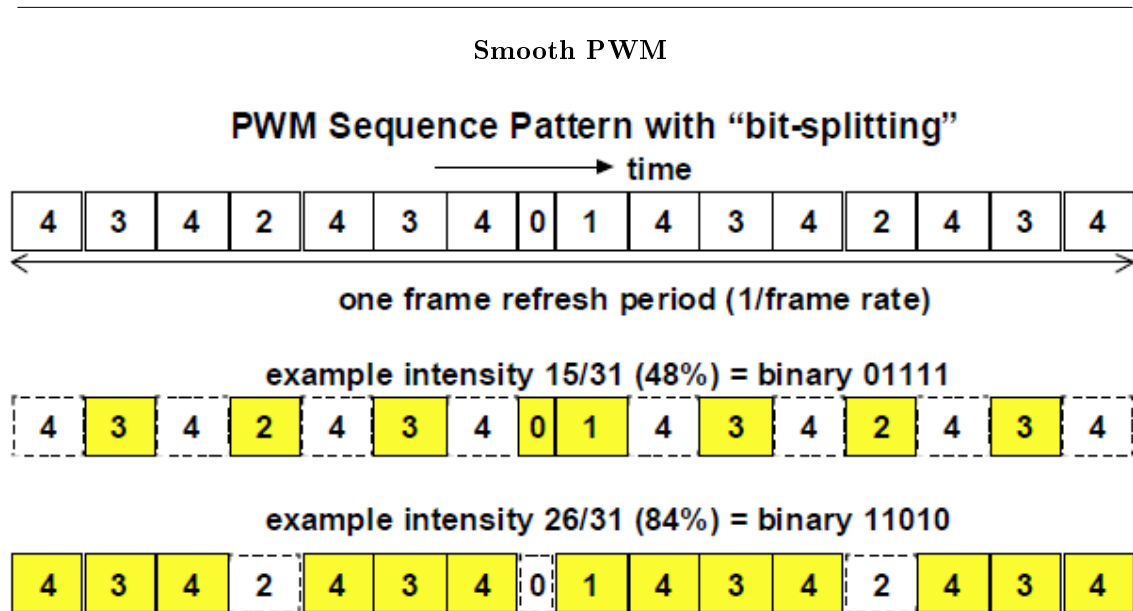 Smooth PWM
PWM Sequence Pattern with “bit-splitting”
time
4 3 4 2 4 3 4 0 1 4 3 4 2 4 3 4
one frame refresh period (1/frame rate)
example intensity 15/31 (48%) = binary 01111
4 3 4 2 4 3 4 0 1 4 3 4 2 4 3 4
example intensity 26/31 (84%) = binary 11010
4 3 4 2 4 3 4 0 1 4 3 4 2 4 3 4